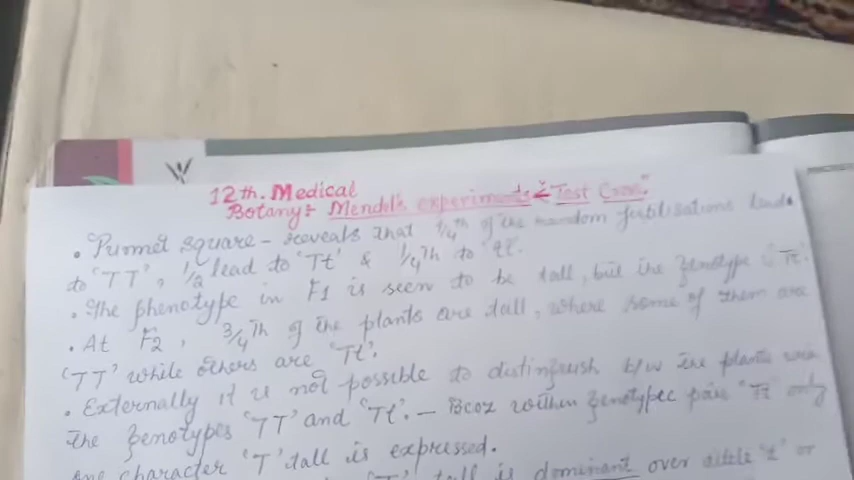 12th. Medical
Botany:- Mendel's experiments & "Test Cross"
• Punnet square - reveals that 1/4th of the random fertilisations lead
to 'TT', 1/2 lead to 'Tt' & 1/4th to 'tt'.
• The phenotype in F1 is seen to be tall, but the genotype is 'Tt'.
• At F2, 3/4th of the plants are tall, where some of them are
'TT' while others are 'Tt'.
• Externally it is not possible to distinguish b/w the plants with
the genotypes 'TT' and 'Tt'. - Bcoz within genotypec pair 'Tt' only
one character 'T' tall is expressed.
tall is dominant over 't' or